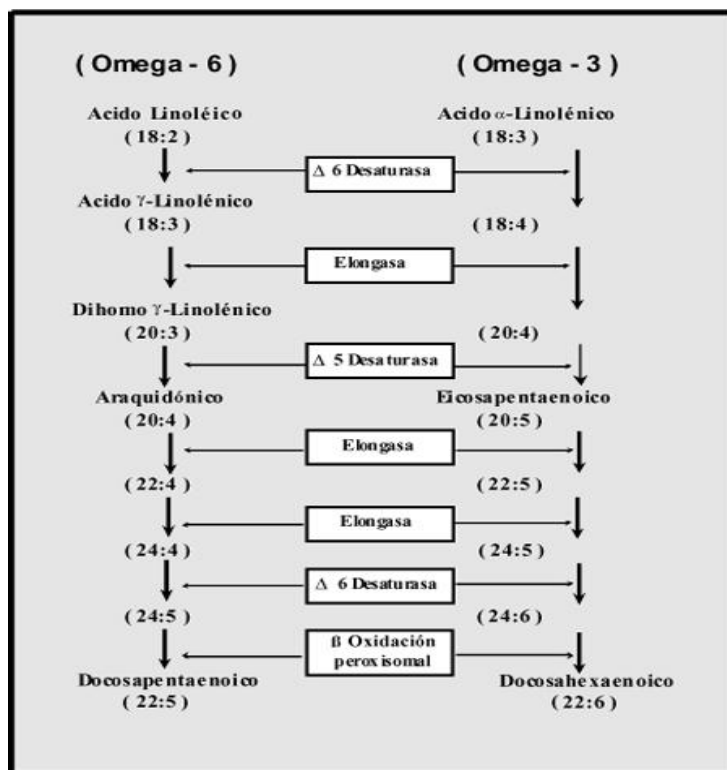 ( Omega - 6 )
( Omega - 3 )
Acido Linoléico
(18:2)
Acido α-Linolénico
(18:3)
Δ 6 Desaturasa
Acido γ-Linolénico
(18:3)
(18:4)
Elongasa
Dihomo γ-Linolénico
(20:3)
(20:4)
Δ 5 Desaturasa
Araquidónico
(20:4)
Eicosapentaenoico
(20:5)
Elongasa
(22:4)
(22:5)
Elongasa
(24:4)
(24:5)
Δ 6 Desaturasa
(24:5)
(24:6)
ß Oxidación
peroxisomal
Docosapentaenoico
(22:5)
Docosahexaenoico
(22:6)